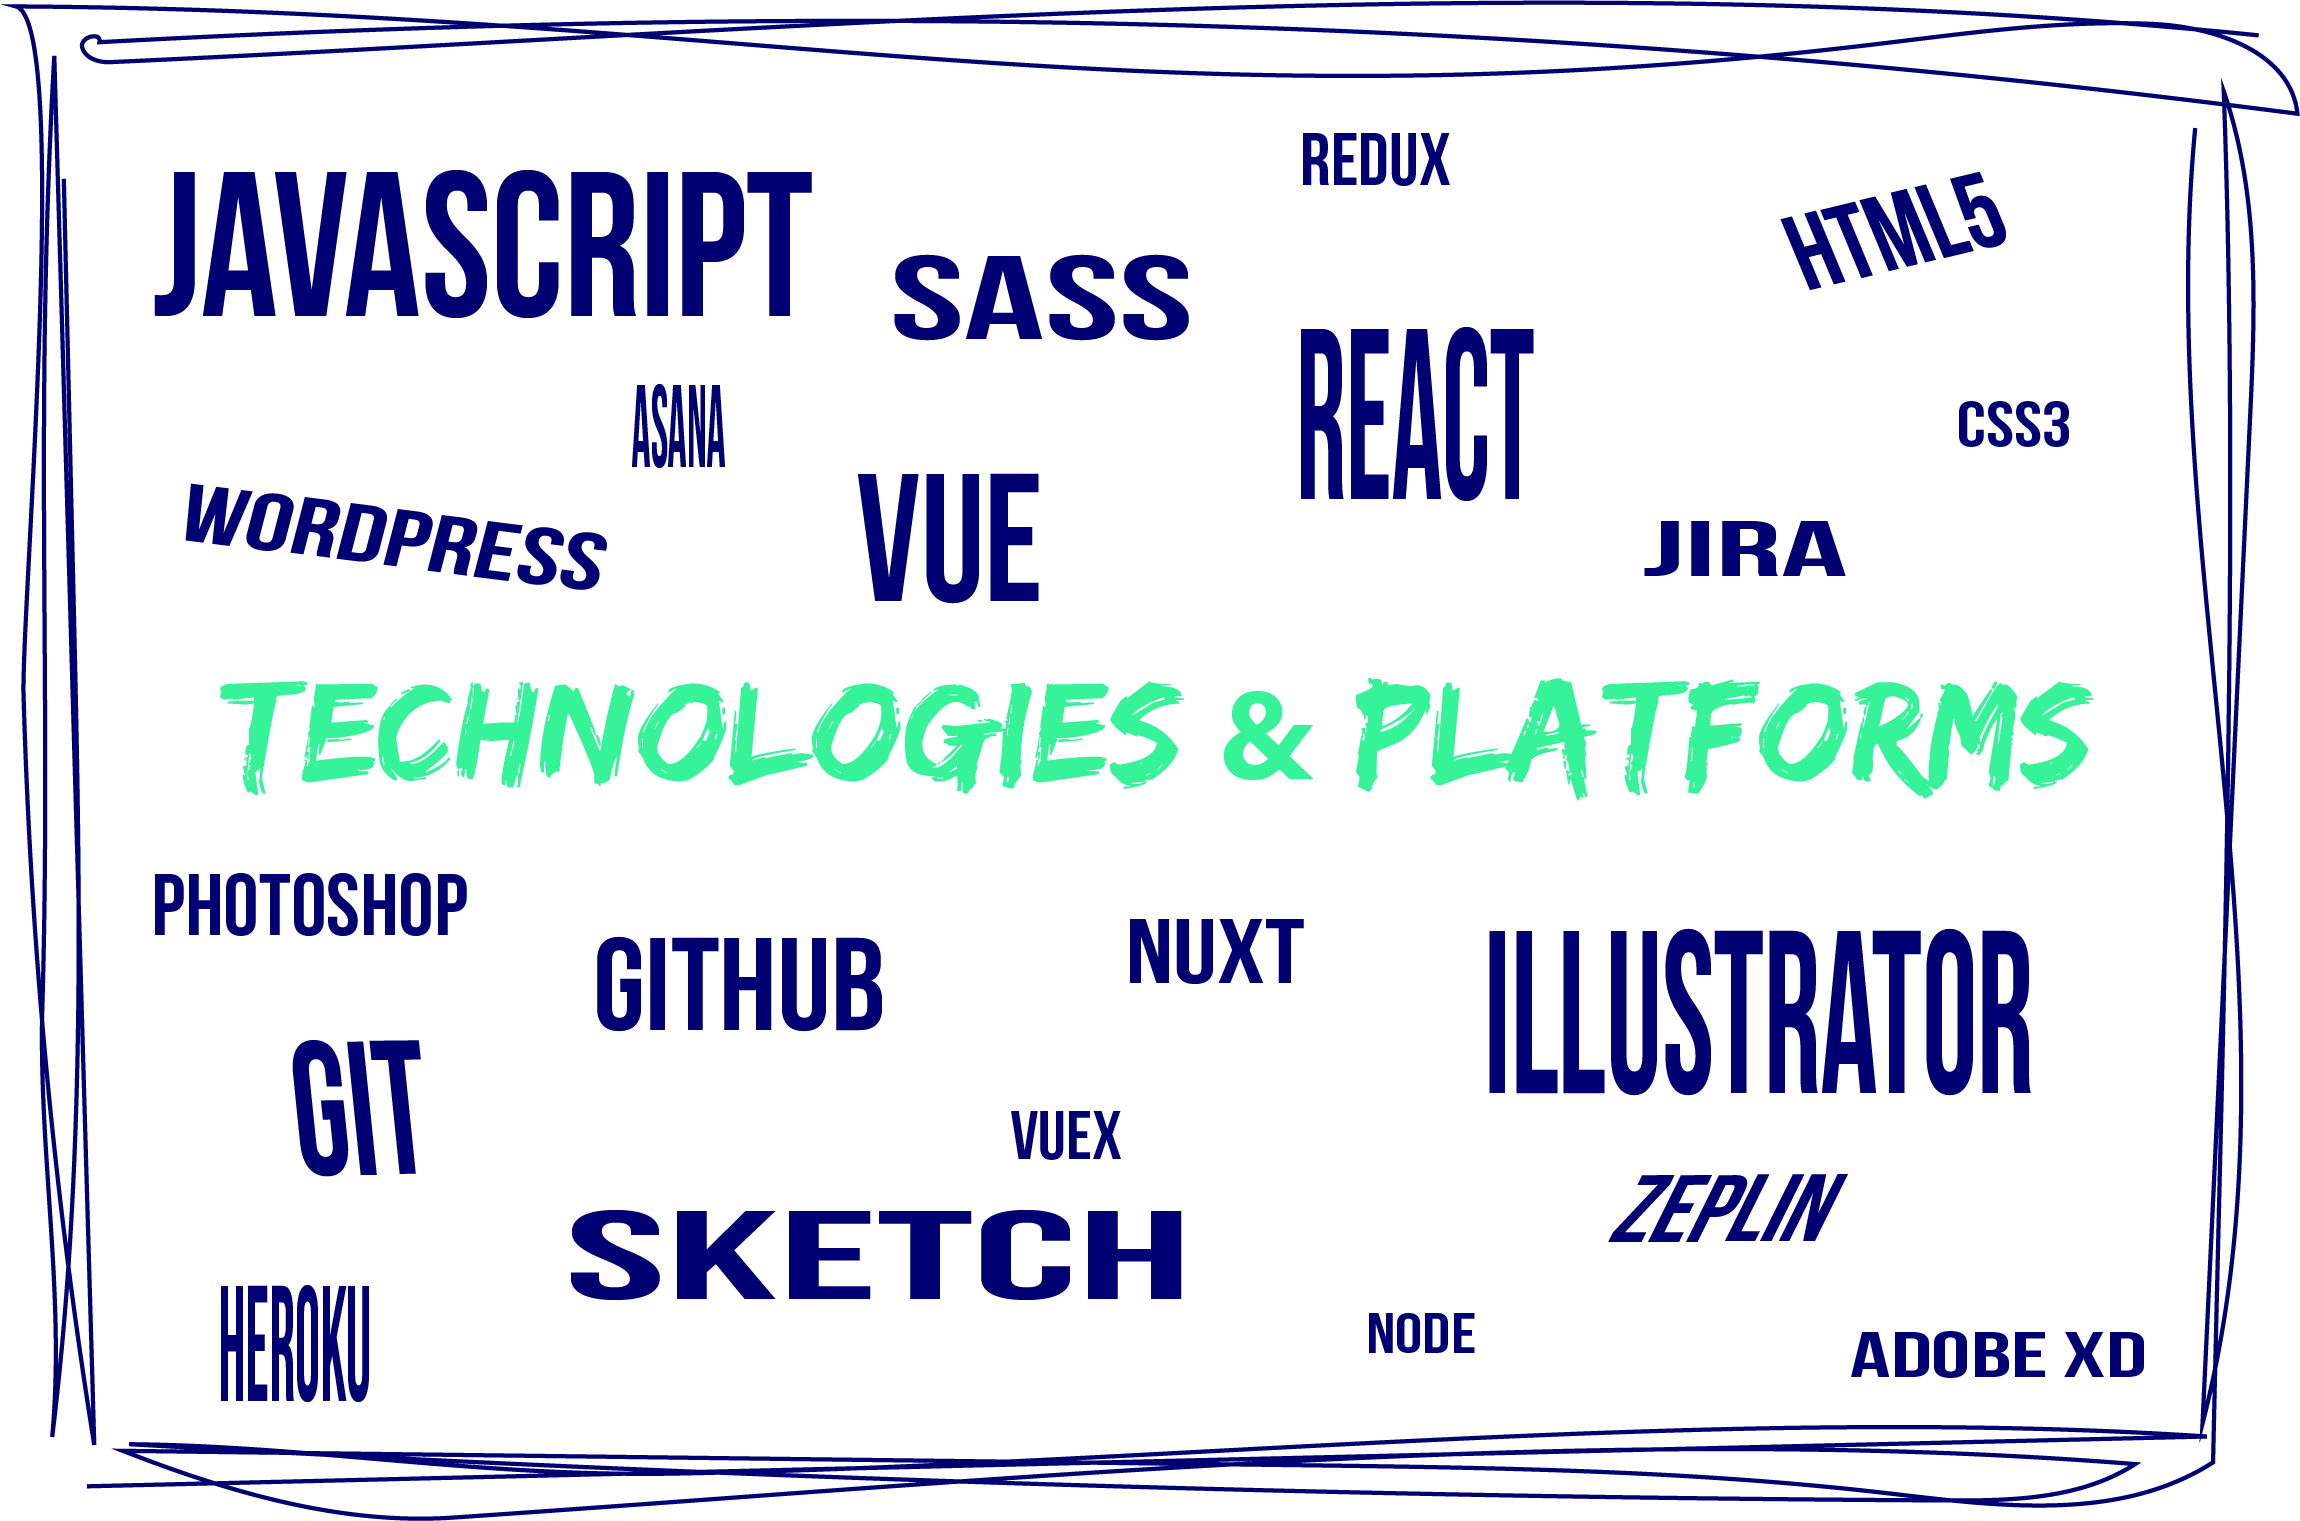 REDUX
JAVASCRIPT
HTML5
SASS
REACT
ASANA
CSS3
WORDPRESS
VUE
JIRA
TECHNOLOGIES & PLATFORMS
PHOTOSHOP
GITHUB
NUXT
ILLUSTRATOR
GIT
VUEX
ZEPLIN
SKETCH
HEROKU
NODE
ADOBE XD